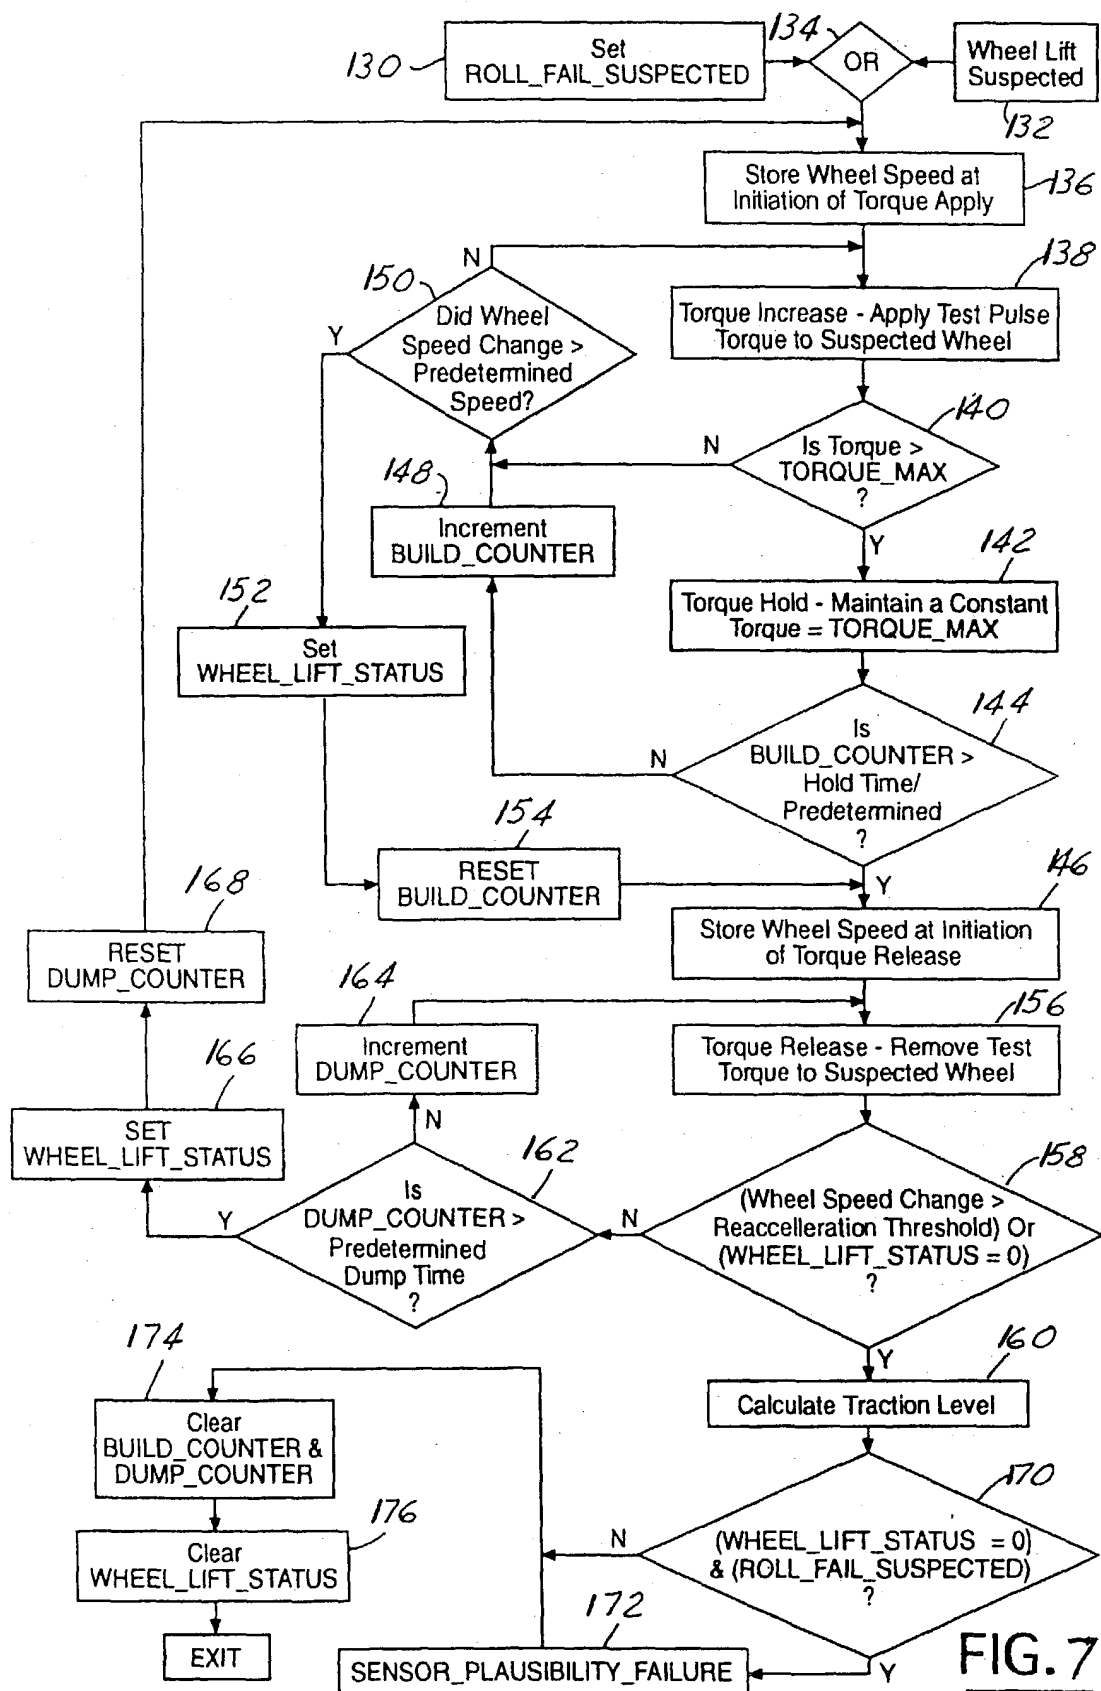 130
Set
ROLL_FAIL_SUSPECTED
134
OR
Wheel Lift
Suspected
132
Store Wheel Speed at
Initiation of Torque Apply
136
N
150
Did Wheel
Speed Change >
Predetermined
Speed?
Y
138
Torque Increase - Apply Test Pulse
Torque to Suspected Wheel
140
Is Torque >
TORQUE_MAX
?
N
Y
148
Increment
BUILD_COUNTER
142
Torque Hold - Maintain a Constant
Torque = TORQUE_MAX
152
Set
WHEEL_LIFT_STATUS
144
Is
BUILD_COUNTER >
Hold Time/
Predetermined
?
N
Y
154
RESET
BUILD_COUNTER
146
Store Wheel Speed at Initiation
of Torque Release
168
RESET
DUMP_COUNTER
164
Increment
DUMP_COUNTER
156
Torque Release - Remove Test
Torque to Suspected Wheel
166
SET
WHEEL_LIFT_STATUS
N
162
Is
DUMP_COUNTER >
Predetermined
Dump Time
?
Y
158
(Wheel Speed Change >
Reaccelleration Threshold) Or
(WHEEL_LIFT_STATUS = 0)
?
N
Y
160
Calculate Traction Level
174
Clear
BUILD_COUNTER &
DUMP_COUNTER
170
(WHEEL_LIFT_STATUS = 0)
& (ROLL_FAIL_SUSPECTED)
?
N
Y
176
Clear
WHEEL_LIFT_STATUS
EXIT
172
SENSOR_PLAUSIBILITY_FAILURE
FIG. 7